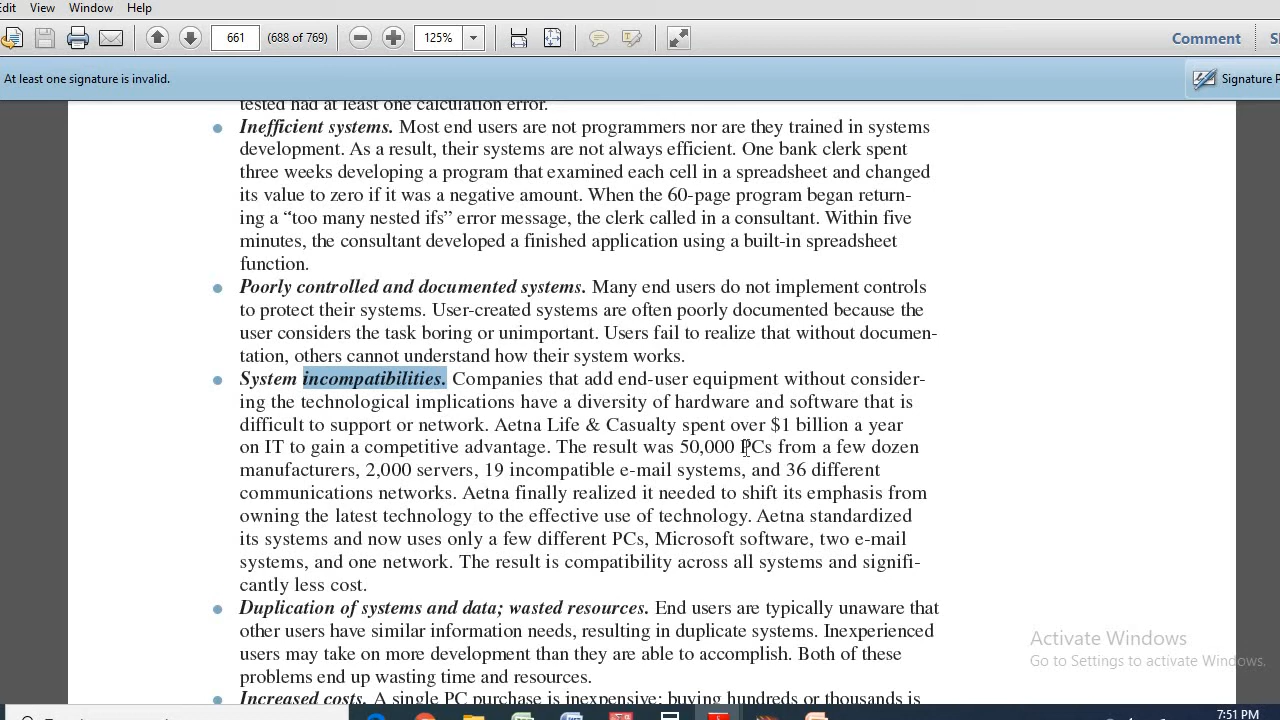 Edit View Window Help
661 (688 of 769) 125% Comment
At least one signature is invalid. Signature P
tested had at least one calculation error.
Inefficient systems. Most end users are not programmers nor are they trained in systems
development. As a result, their systems are not always efficient. One bank clerk spent
three weeks developing a program that examined each cell in a spreadsheet and changed
its value to zero if it was a negative amount. When the 60-page program began return-
ing a “too many nested ifs” error message, the clerk called in a consultant. Within five
minutes, the consultant developed a finished application using a built-in spreadsheet
function.
Poorly controlled and documented systems. Many end users do not implement controls
to protect their systems. User-created systems are often poorly documented because the
user considers the task boring or unimportant. Users fail to realize that without documen-
tation, others cannot understand how their system works.
System incompatibilities. Companies that add end-user equipment without consider-
ing the technological implications have a diversity of hardware and software that is
difficult to support or network. Aetna Life & Casualty spent over $1 billion a year
on IT to gain a competitive advantage. The result was 50,000 PCs from a few dozen
manufacturers, 2,000 servers, 19 incompatible e-mail systems, and 36 different
communications networks. Aetna finally realized it needed to shift its emphasis from
owning the latest technology to the effective use of technology. Aetna standardized
its systems and now uses only a few different PCs, Microsoft software, two e-mail
systems, and one network. The result is compatibility across all systems and signifi-
cantly less cost.
Duplication of systems and data; wasted resources. End users are typically unaware that
other users have similar information needs, resulting in duplicate systems. Inexperienced
users may take on more development than they are able to accomplish. Both of these
problems end up wasting time and resources.
Increased costs. A single PC purchase is inexpensive; buying hundreds or thousands is
Activate Windows
Go to Settings to activate Windows.
7:51 PM